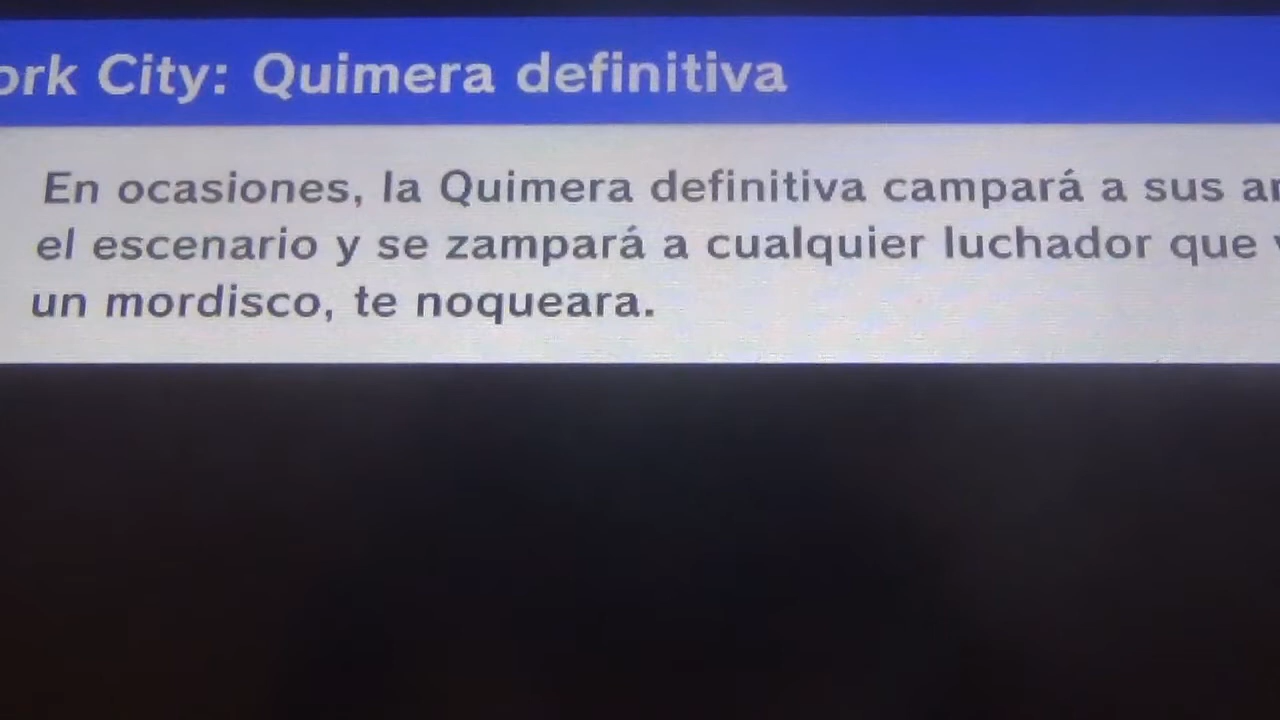 ork City: Quimera definitiva
En ocasiones, la Quimera definitiva campará a sus
el escenario y se zampará a cualquier luchador que
un mordisco, te noqueara.